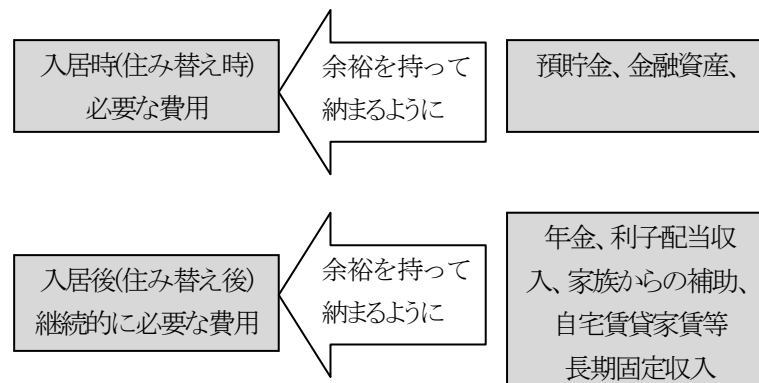 入居時(住み替え時)
必要な費用
余裕を持って
納まるように
預貯金、金融資産、
入居後(住み替え後)
継続的に必要な費用
余裕を持って
納まるように
年金、利子配当収
入、家族からの補助、
自宅賃貸家賃等
長期固定収入